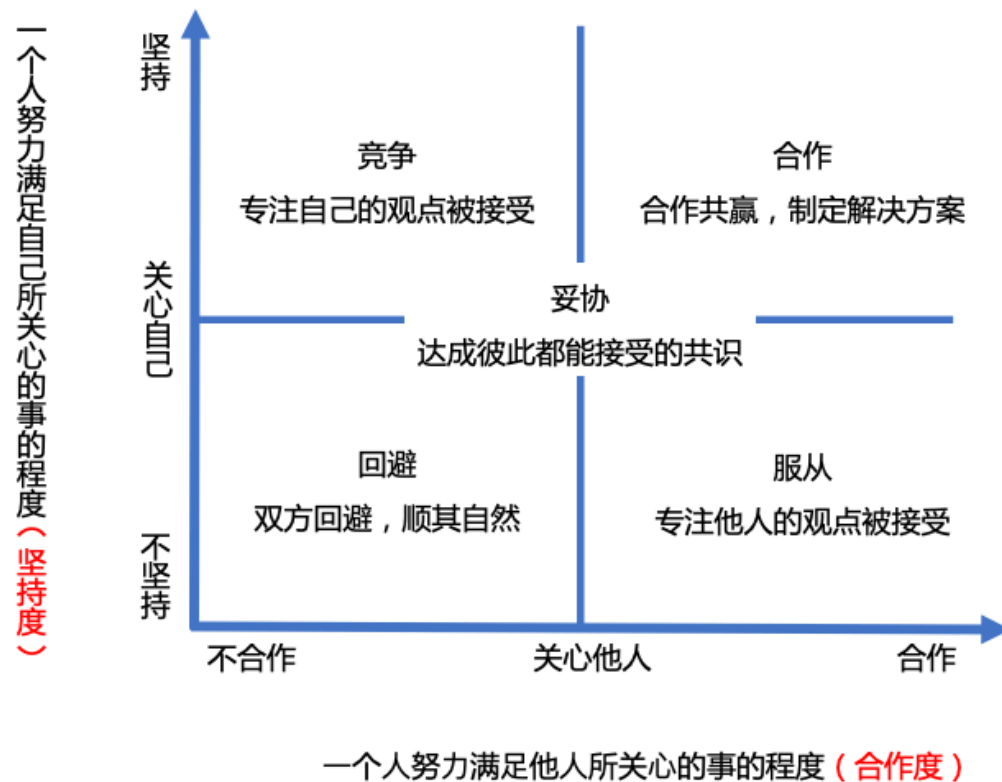 一个人努力满足自己所关心的事的程度（坚持度）
坚持
关心自己
不坚持
竞争
专注自己的观点被接受
合作
合作共赢，制定解决方案
妥协
达成彼此都能接受的共识
回避
双方回避，顺其自然
服从
专注他人的观点被接受
不合作
关心他人
合作
一个人努力满足他人所关心的事的程度（合作度）